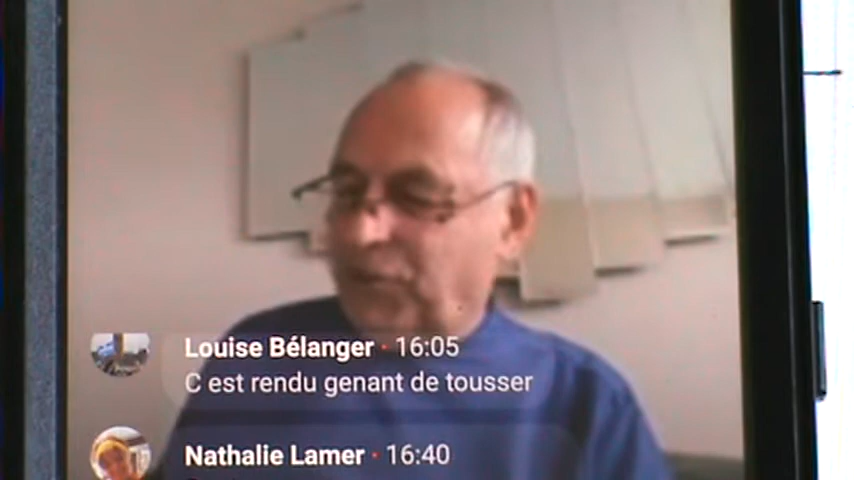 Louise Bélanger · 16:05
C est rendu genant de tousser
Nathalie Lamer · 16:40